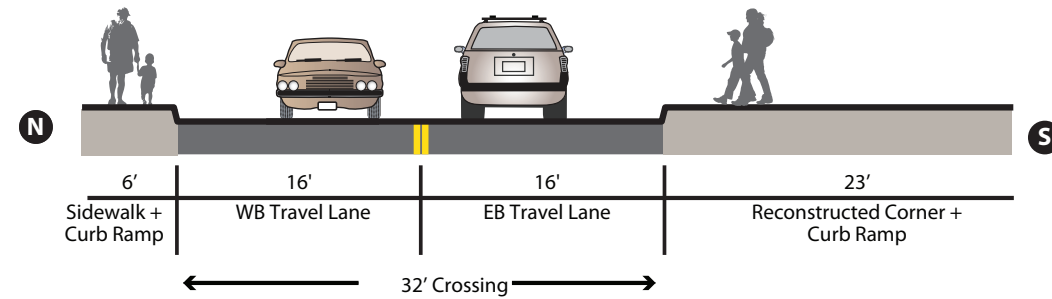 N
S
6’
16'
16'
23’
Sidewalk +
Curb Ramp
WB Travel Lane
EB Travel Lane
Reconstructed Corner +
Curb Ramp
32’ Crossing